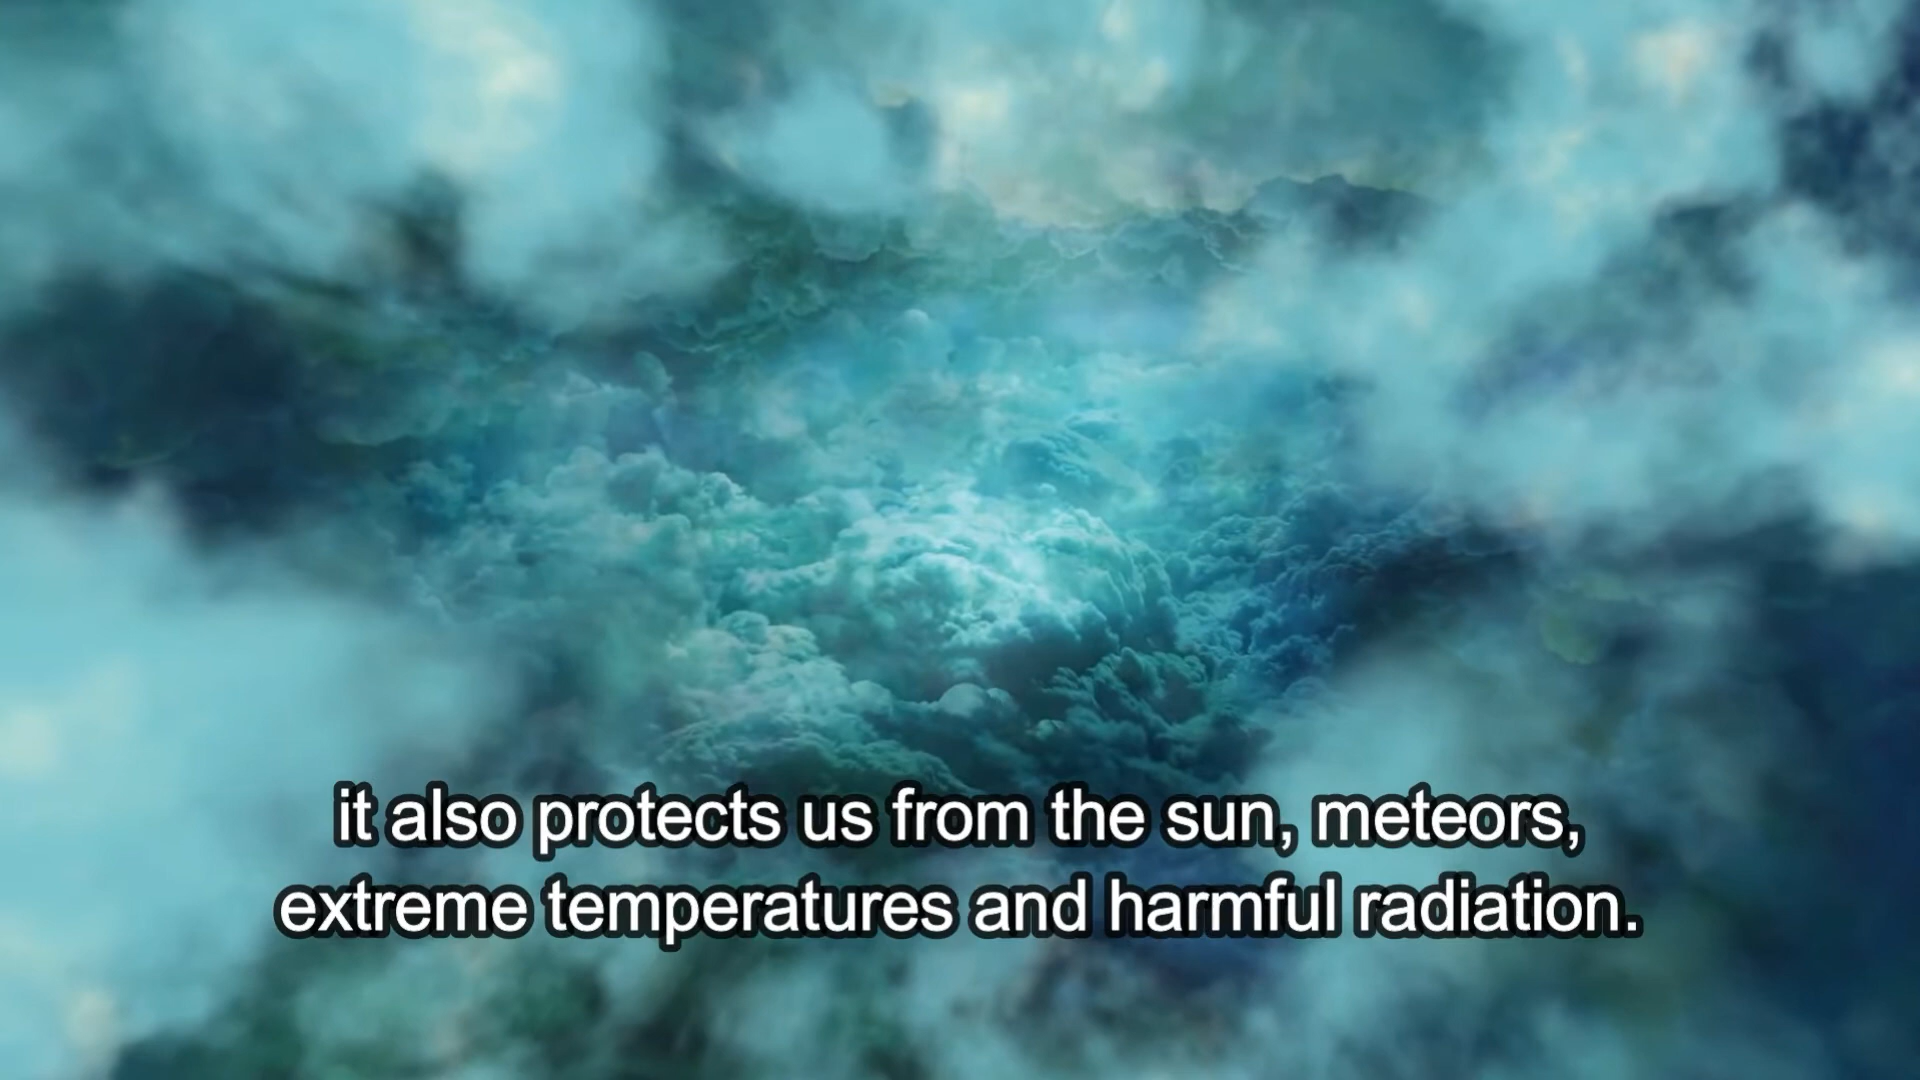 it also protects us from the sun, meteors,
extreme temperatures and harmful radiation.